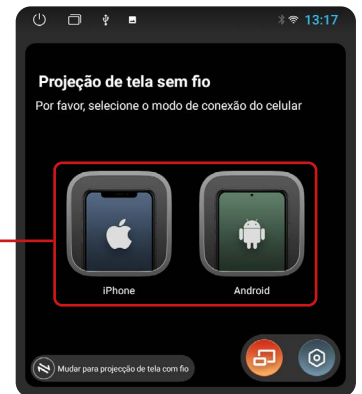 13:17
Projeção de tela sem fio
Por favor, selecione o modo de conexão do celular
iPhone
Android
Mudar para projecção de tela com fio